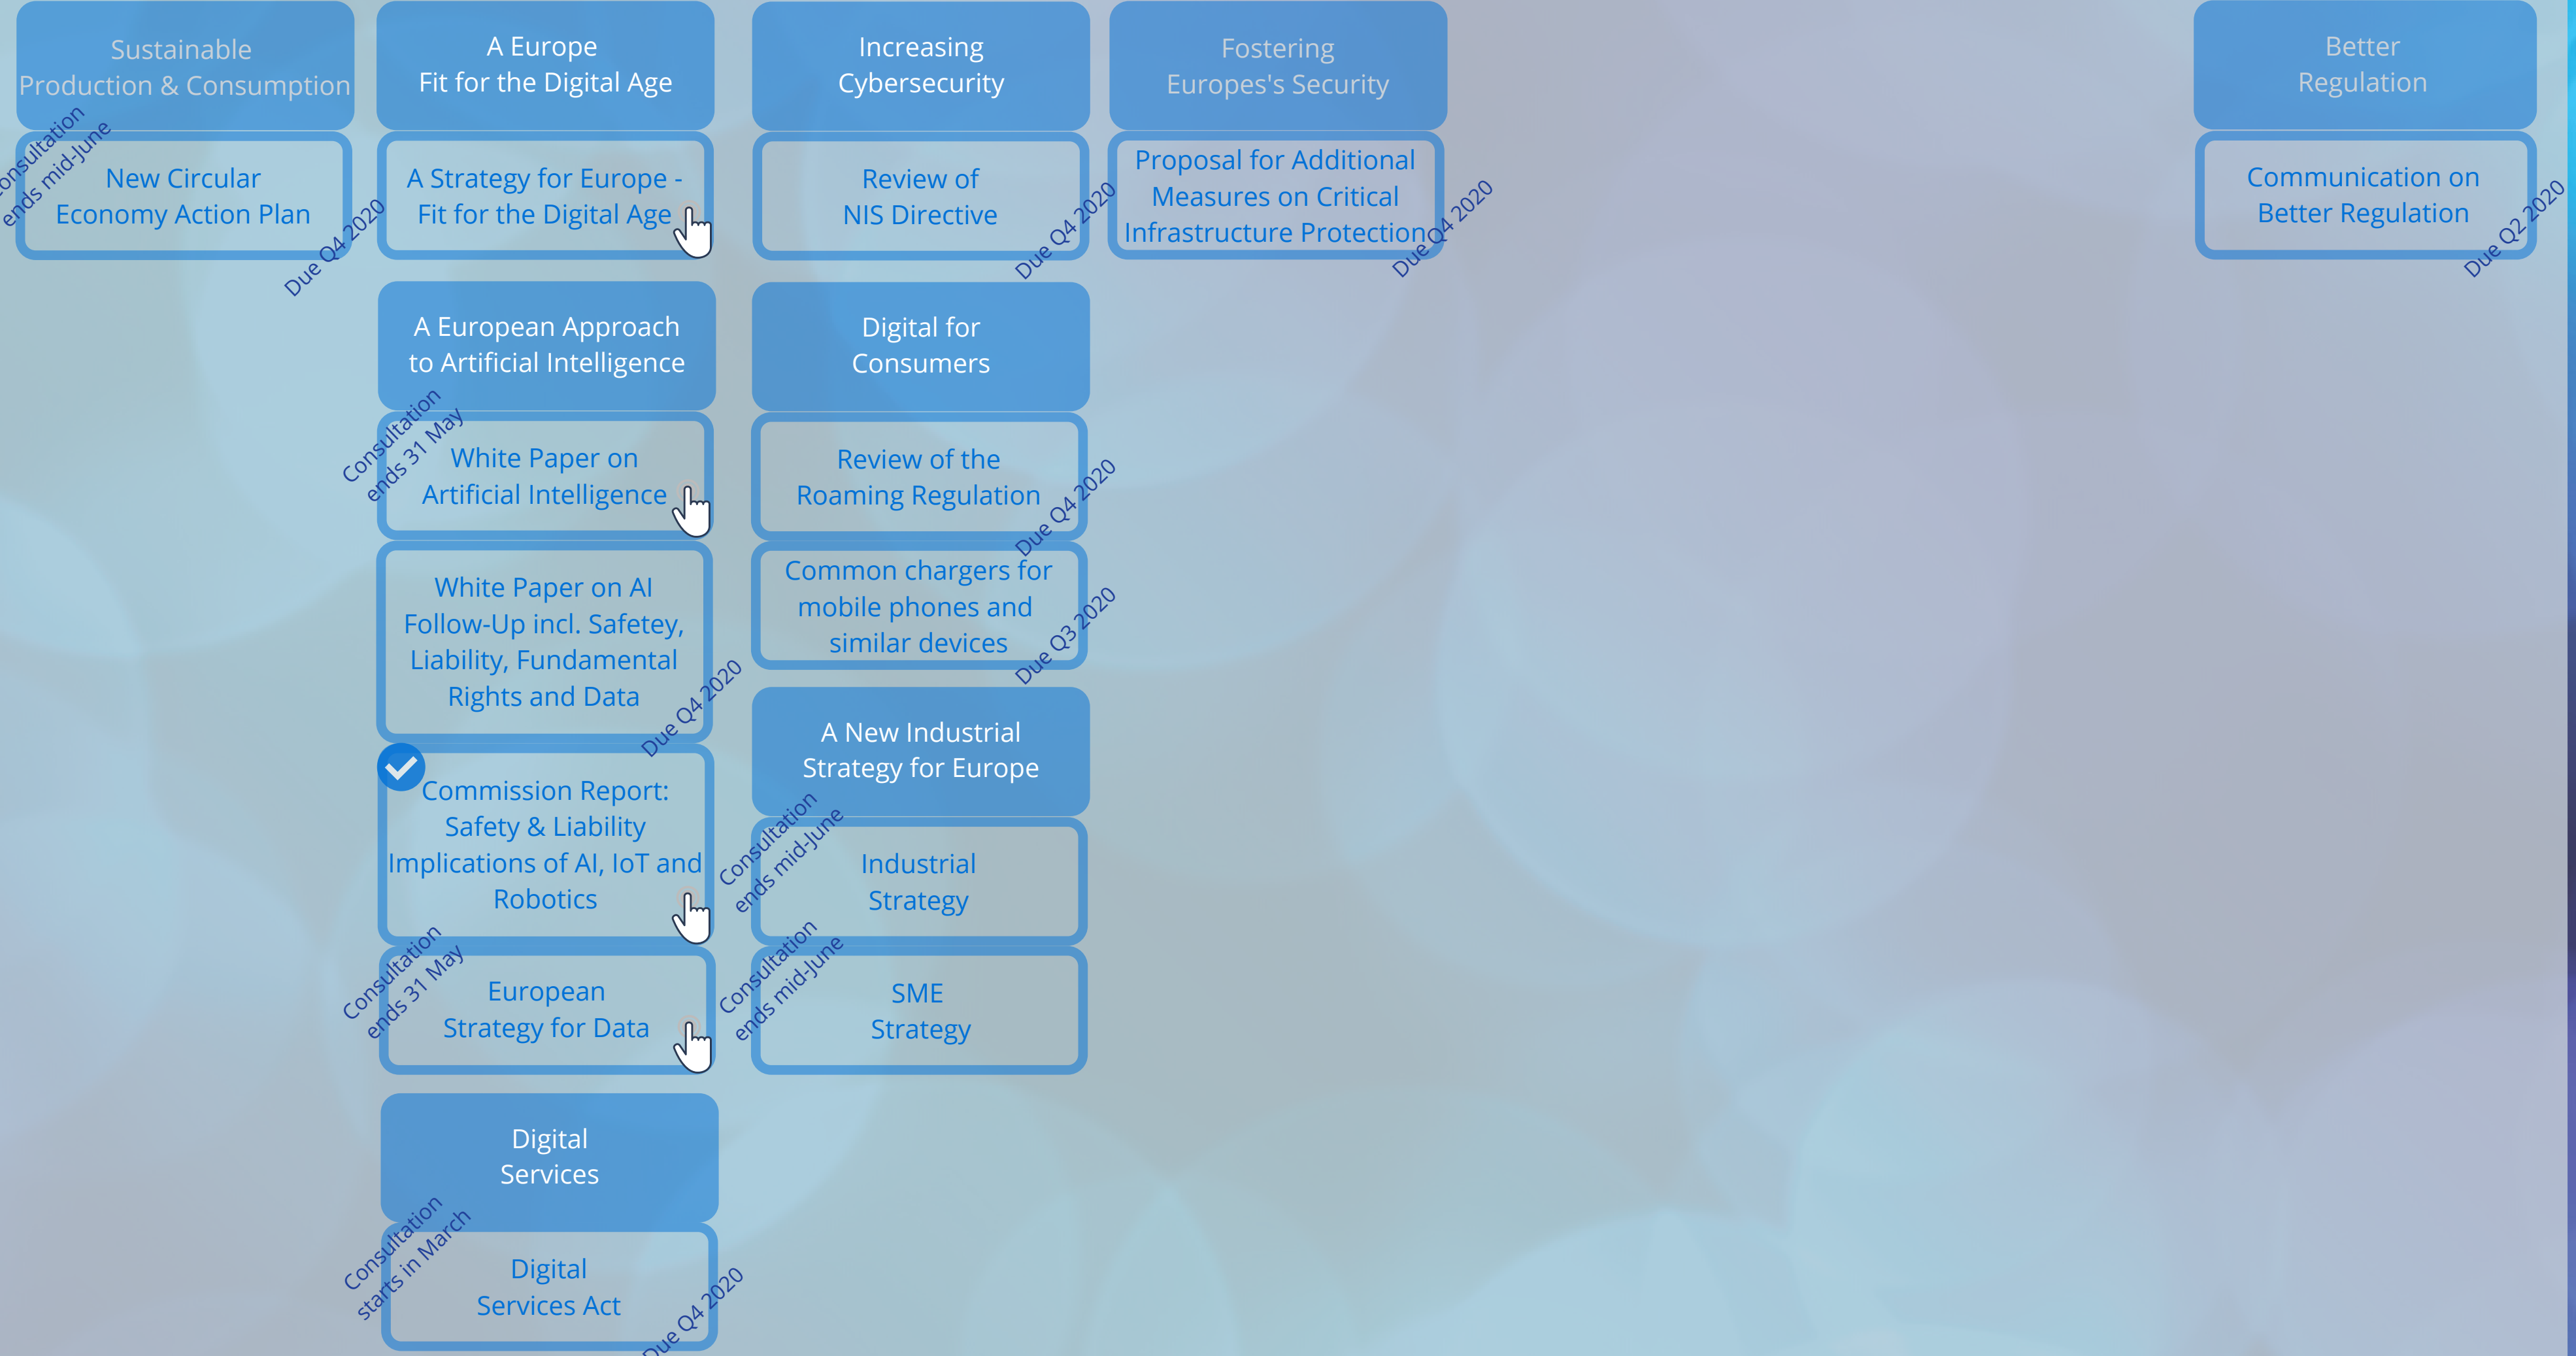 Sustainable
Production & Consumption
Consultation
ends mid-June
New Circular
Economy Action Plan
Due Q4 2020
A Europe
Fit for the Digital Age
A Strategy for Europe -
Fit for the Digital Age
A European Approach
to Artificial Intelligence
Consultation
ends 31 May
White Paper on
Artificial Intelligence
White Paper on AI
Follow-Up incl. Safetey,
Liability, Fundamental
Rights and Data
Due Q4 2020
Commission Report:
Safety & Liability
Implications of AI, IoT and
Robotics
Consultation
ends 31 May
European
Strategy for Data
Digital
Services
Consultation
starts in March
Digital
Services Act
Due Q4 2020
Increasing
Cybersecurity
Review of
NIS Directive
Due Q4 2020
Digital for
Consumers
Review of the
Roaming Regulation
Due Q4 2020
Common chargers for
mobile phones and
similar devices
Due Q3 2020
A New Industrial
Strategy for Europe
Consultation
ends mid-June
Industrial
Strategy
Consultation
ends mid-June
SME
Strategy
Fostering
Europes's Security
Proposal for Additional
Measures on Critical
Infrastructure Protection
Due Q4 2020
Better
Regulation
Communication on
Better Regulation
Due Q2 2020